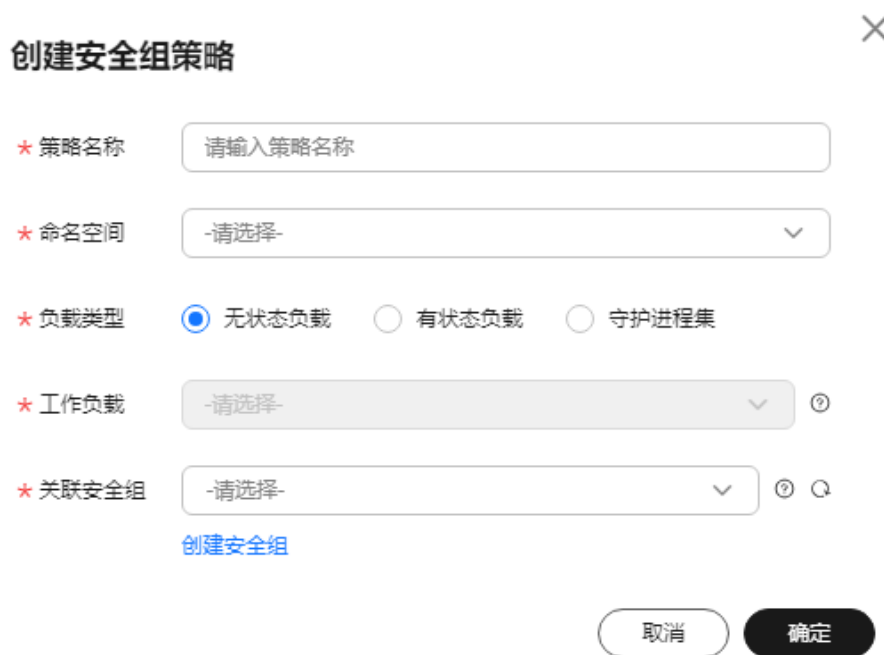 创建安全组策略
* 策略名称 请输入策略名称
* 命名空间 -请选择-
* 负载类型 无状态负载 有状态负载 守护进程集
* 工作负载 -请选择-
* 关联安全组 -请选择-
创建安全组
取消 确定